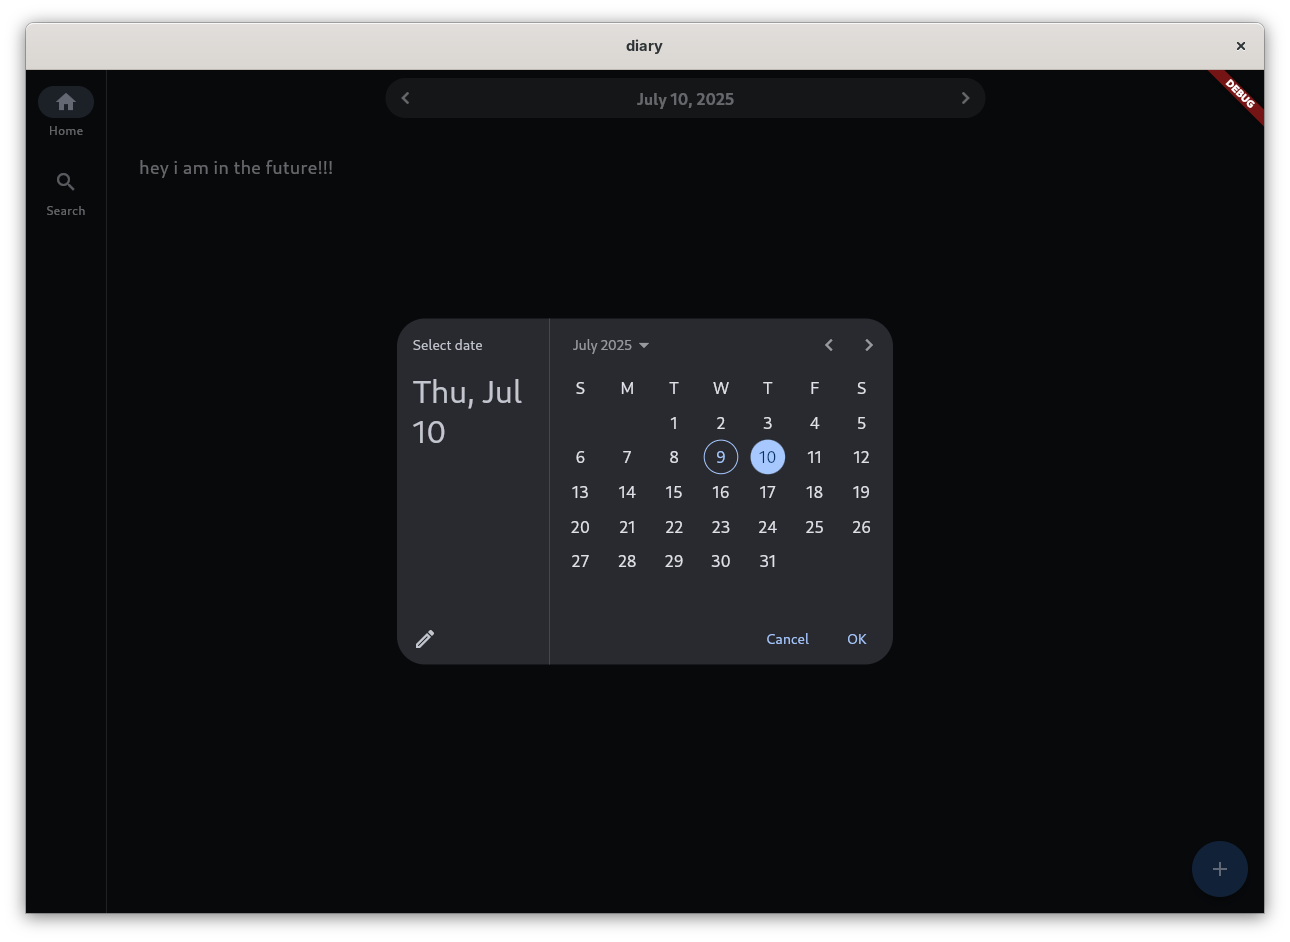 diary
Home
Search
July 10, 2025
DEBUG
hey i am in the future!!!
Select date
Thu, Jul
10
July 2025
S M T W T F S
1 2 3 4 5
6 7 8 9 10 11 12
13 14 15 16 17 18 19
20 21 22 23 24 25 26
27 28 29 30 31
Cancel OK